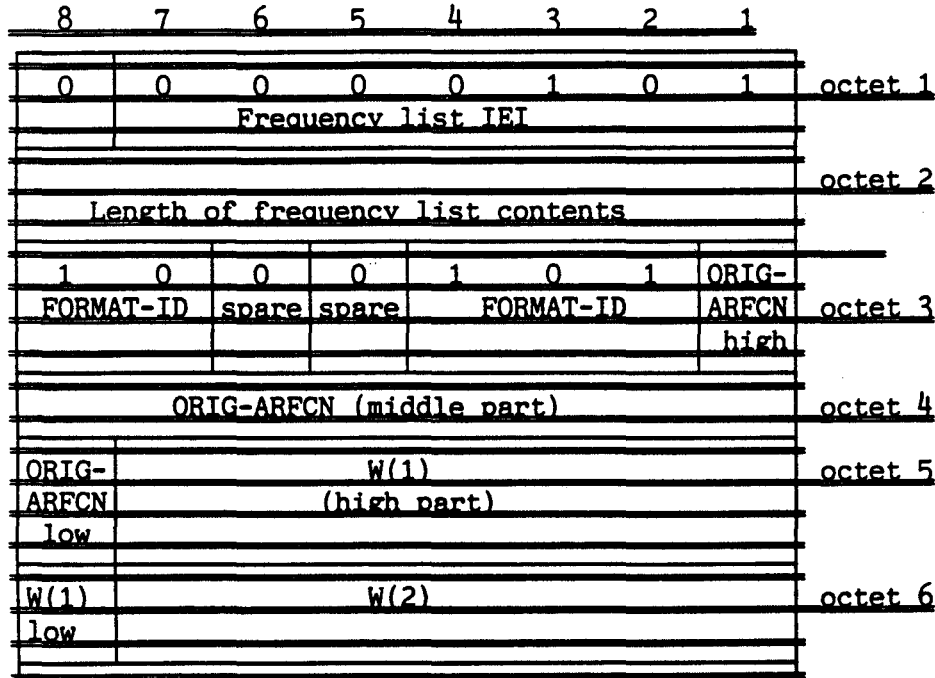 8 7 6 5 4 3 2 1
0 0 0 0 0 1 0 1 octet 1
Frequency list IEI
octet 2
Length of frequency list contents
1 0 0 0 1 0 1 ORIG-
FORMAT-ID spare spare FORMAT-ID ARFCN octet 3
high
ORIG-ARFCN (middle part) octet 4
ORIG- W(1) octet 5
ARFCN (high part)
low
W(1) W(2) octet 6
low